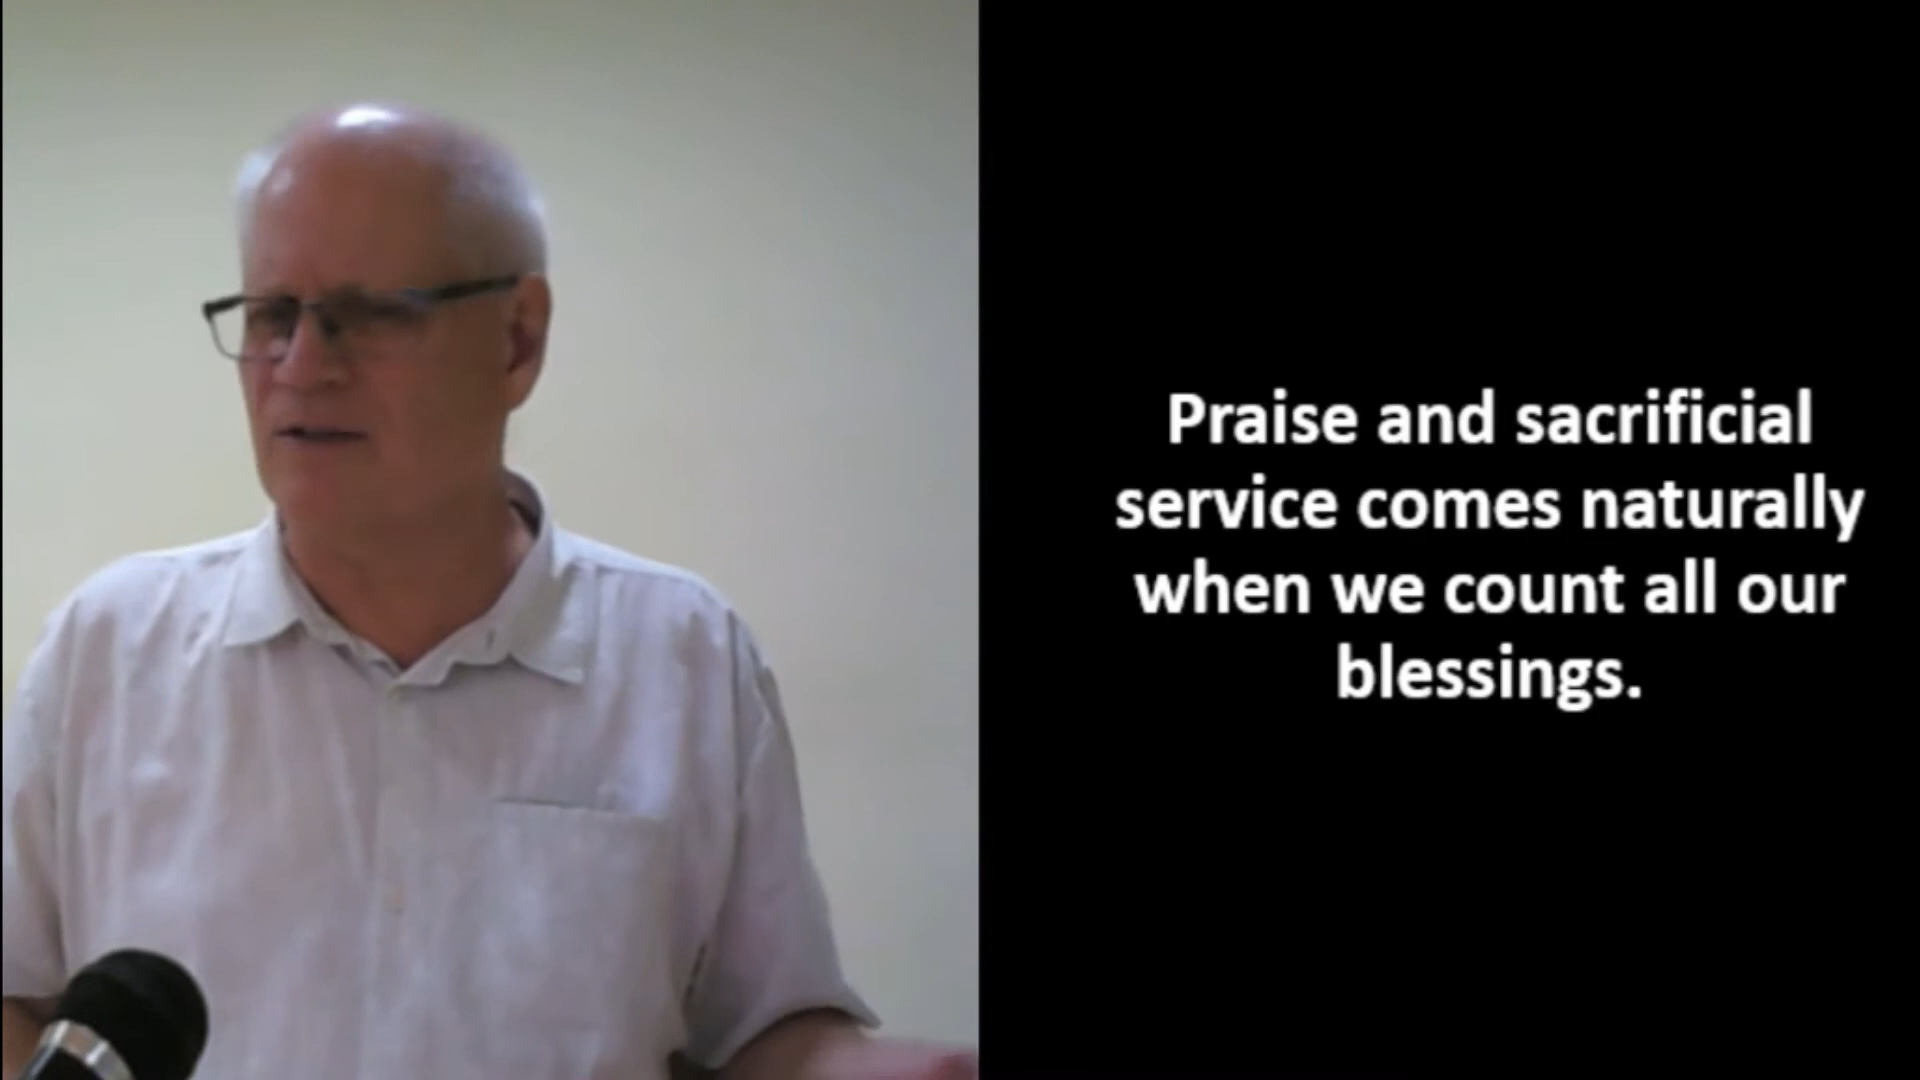 Praise and sacrificial
service comes naturally
when we count all our
blessings.